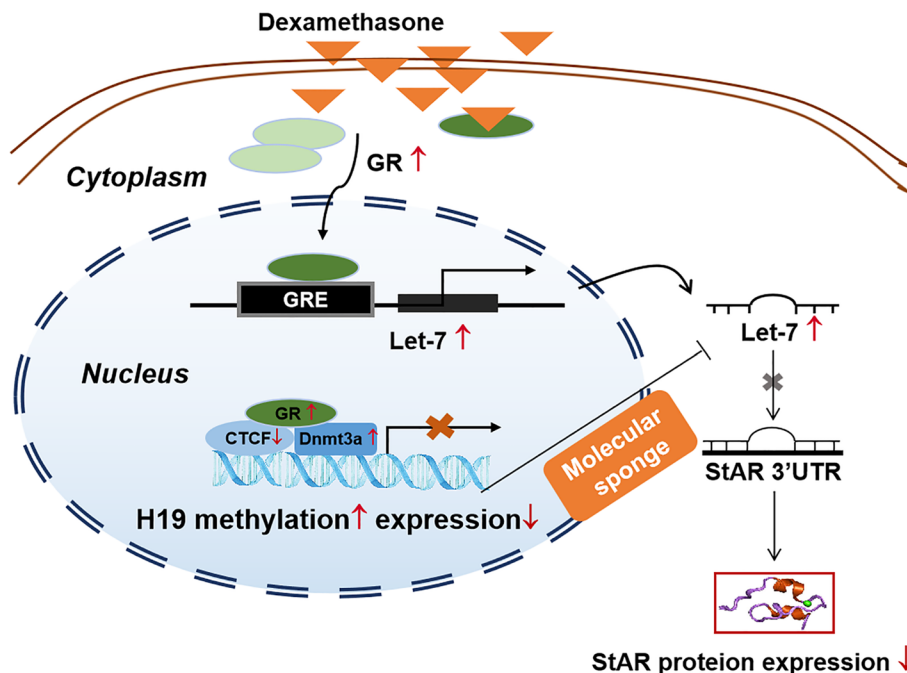 Dexamethasone
GR ↑
Cytoplasm
GRE
Let-7 ↑
Let-7 ↑
Nucleus
GR ↑
CTCF ↓
Dnmt3a ↑
Molecular
sponge
StAR 3’UTR
H19 methylation↑ expression↓
StAR proteion expression ↓